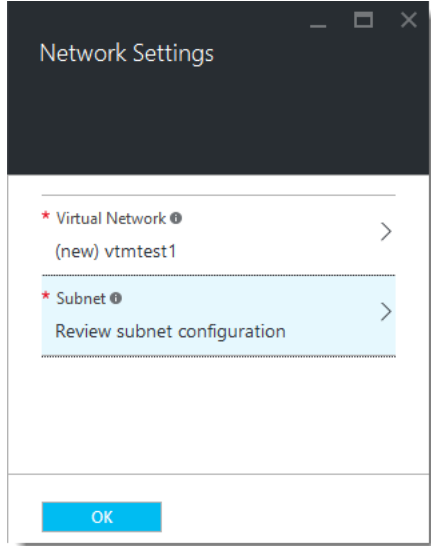 Network Settings
* Virtual Network
(new) vtmtest1
* Subnet
Review subnet configuration
OK